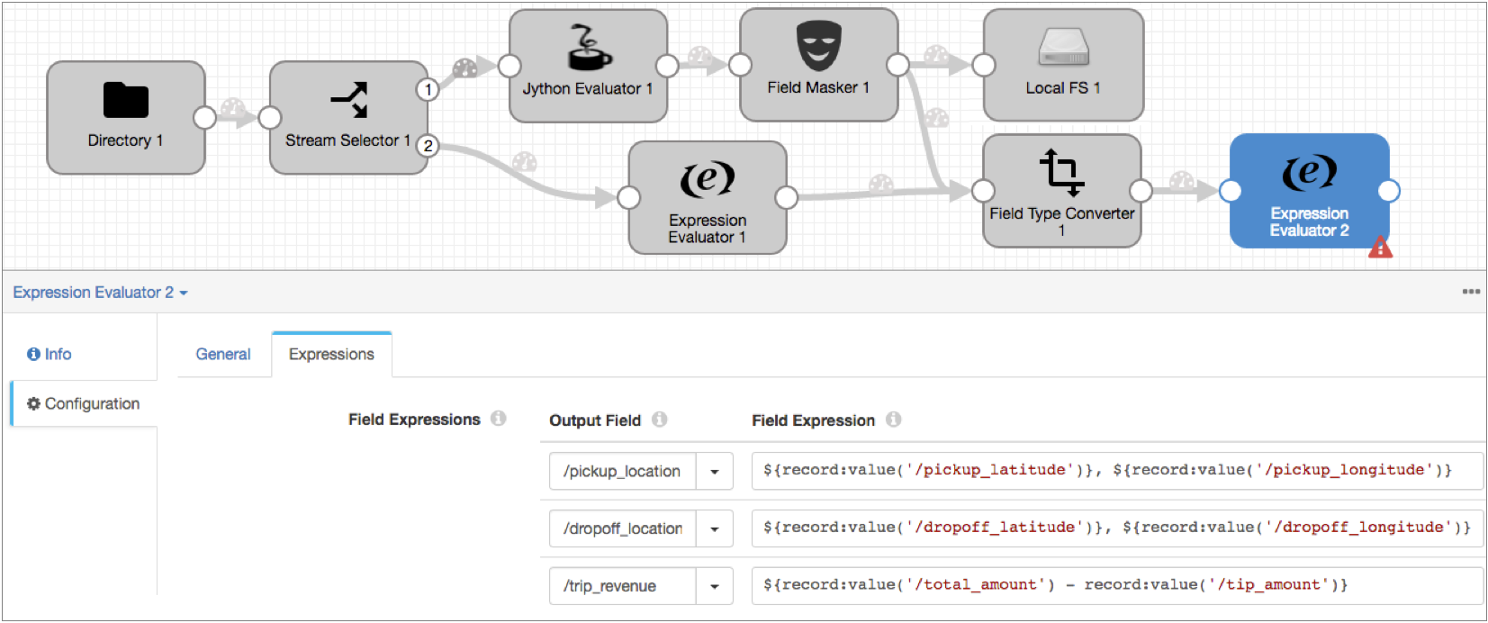 Directory 1
Stream Selector 1
1
2
Jython Evaluator 1
Field Masker 1
Local FS 1
Expression
Evaluator 1
Field Type Converter
1
Expression
Evaluator 2
Expression Evaluator 2
Info
Configuration
General
Expressions
Field Expressions
Output Field
Field Expression
/pickup_location
${record:value('/pickup_latitude')}, ${record:value('/pickup_longitude')}
/dropoff_location
${record:value('/dropoff_latitude')}, ${record:value('/dropoff_longitude')}
/trip_revenue
${record:value('/total_amount') - record:value('/tip_amount')}